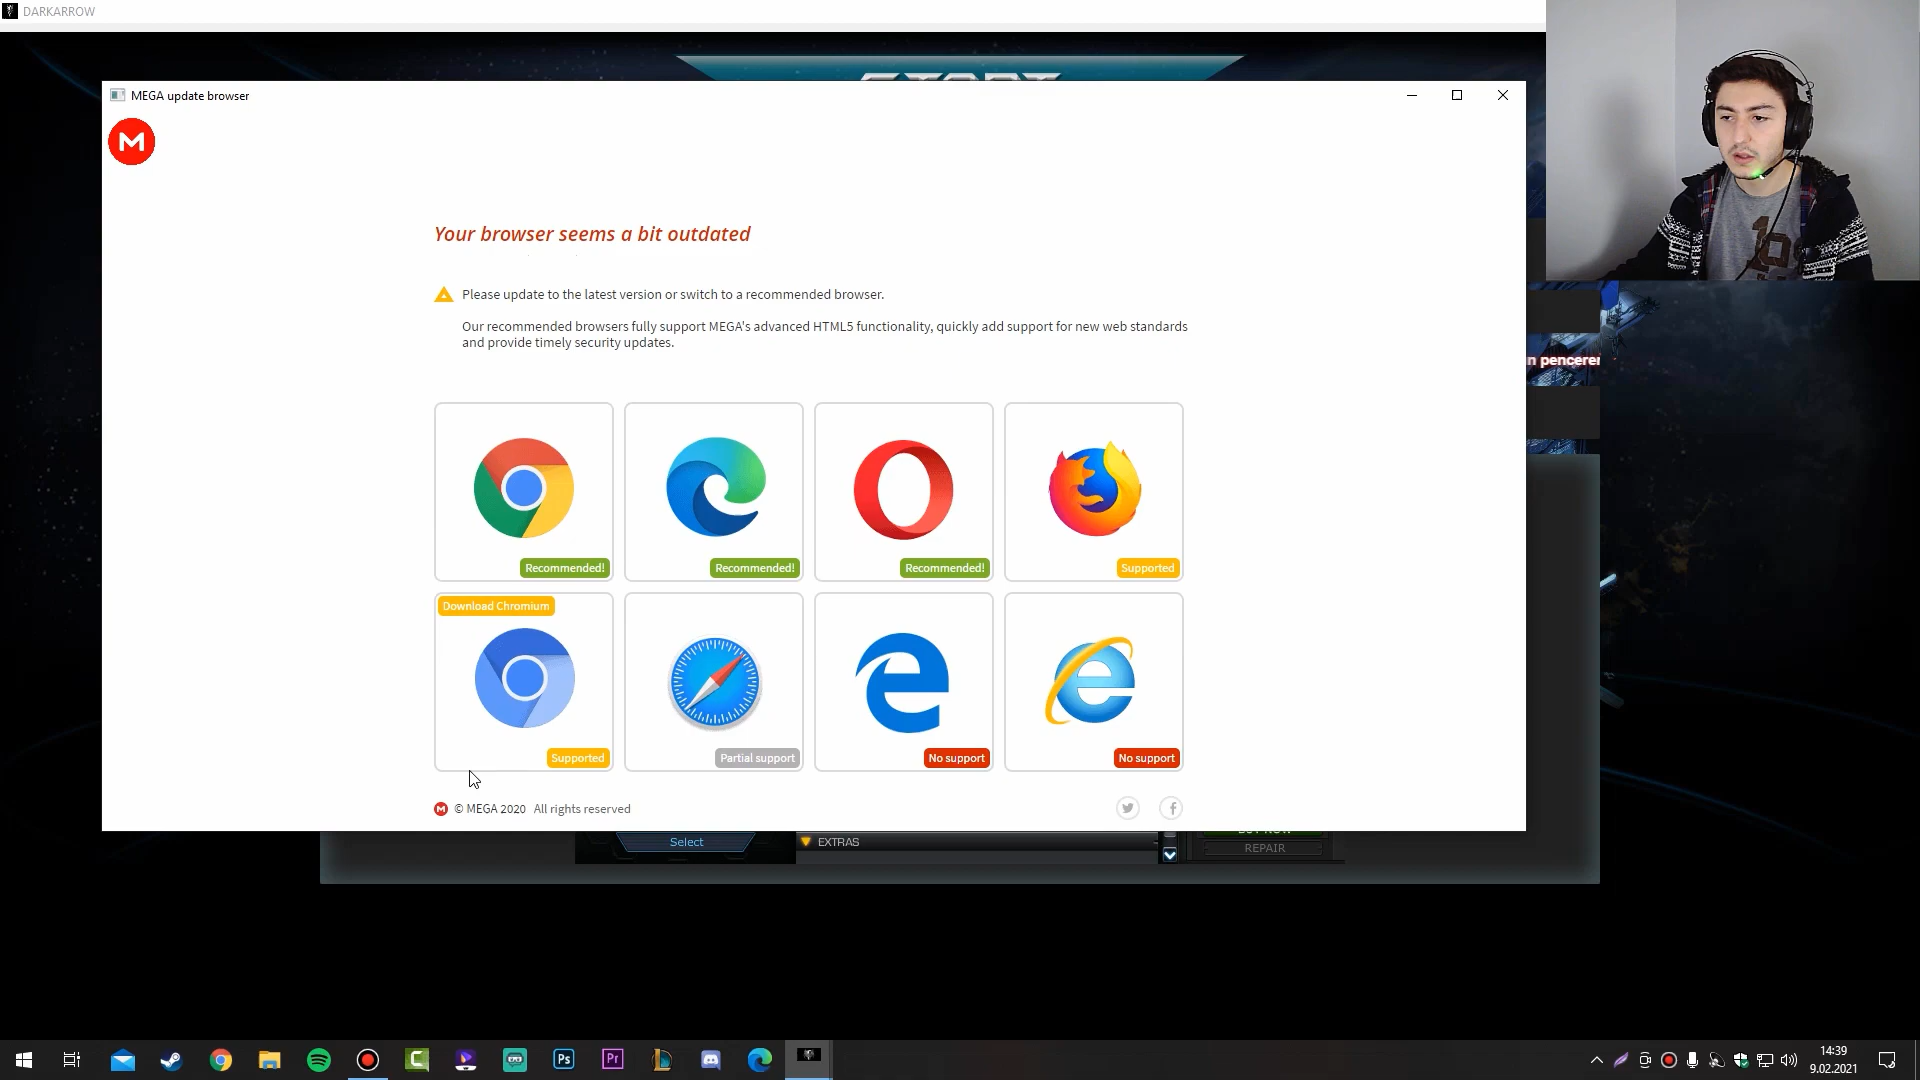 DARKARROW
MEGA update browser
M
Your browser seems a bit outdated
Please update to the latest version or switch to a recommended browser.
Our recommended browsers fully support MEGA's advanced HTML5 functionality, quickly add support for new web standards
and provide timely security updates.
n pencerer
Recommended!
Recommended!
Recommended!
Supported
Download Chromium
Supported
Partial support
No support
No support
© MEGA 2020 All rights reserved
Select
EXTRAS
REPAIR
Ps
Pr
14:39
9.02.2021